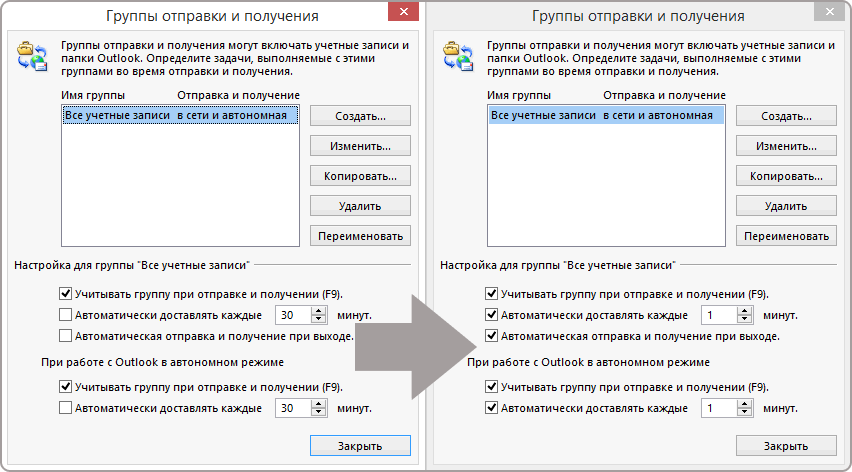 Группы отправки и получения
Группы отправки и получения могут включать учетные записи и
папки Outlook. Определите задачи, выполняемые с этими
группами во время отправки и получения.
Имя группы Отправка и получение
Все учетные записи в сети и автономная
Создать...
Изменить...
Копировать...
Удалить
Переименовать
Настройка для группы "Все учетные записи"
Учитывать группу при отправке и получении (F9).
Автоматически доставлять каждые 30 минут.
Автоматическая отправка и получение при выходе.
При работе с Outlook в автономном режиме
Учитывать группу при отправке и получении (F9).
Автоматически доставлять каждые 30 минут.
Закрыть
Группы отправки и получения
Группы отправки и получения могут включать учетные записи и
папки Outlook. Определите задачи, выполняемые с этими
группами во время отправки и получения.
Имя группы Отправка и получение
Все учетные записи в сети и автономная
Создать...
Изменить...
Копировать...
Удалить
Переименовать
Настройка для группы "Все учетные записи"
Учитывать группу при отправке и получении (F9).
Автоматически доставлять каждые 1 минут.
Автоматическая отправка и получение при выходе.
При работе с Outlook в автономном режиме
Учитывать группу при отправке и получении (F9).
Автоматически доставлять каждые 1 минут.
Закрыть